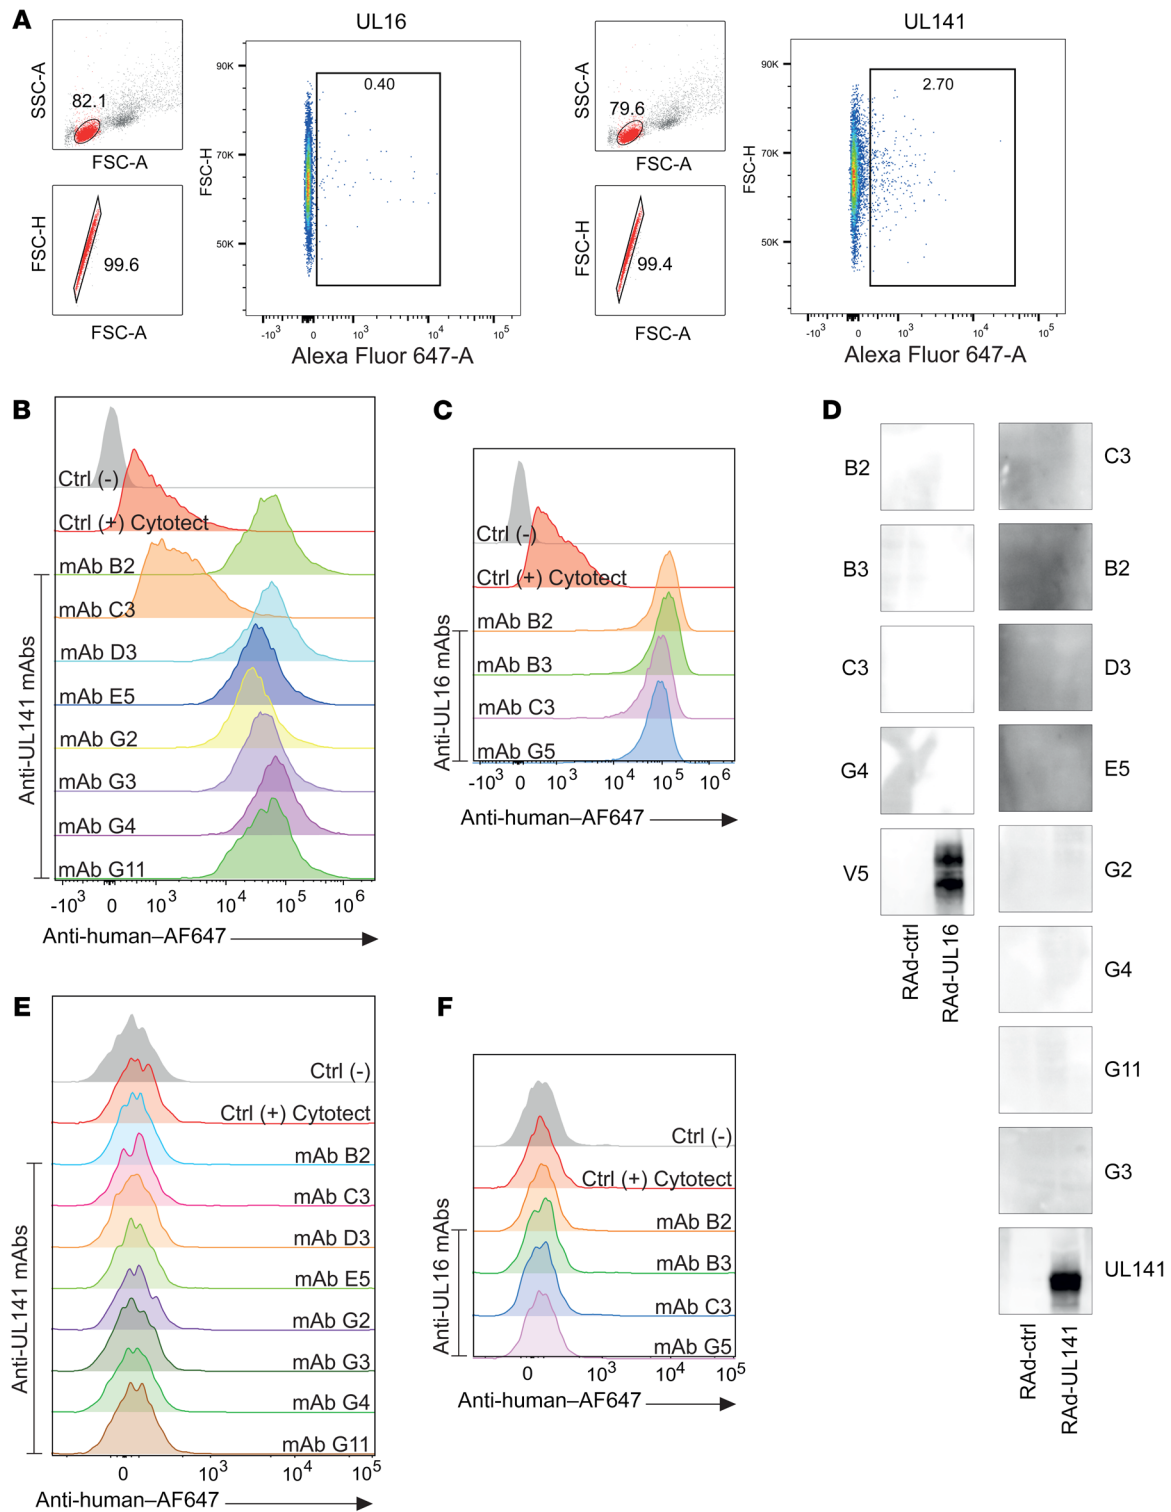 A
UL16
UL141
SSC-A
82.1
FSC-A
FSC-H
99.6
FSC-A
FSC-H
90K
70K
50K
0.40
-10³ 0 10³ 10⁴ 10⁵
Alexa Fluor 647-A
SSC-A
79.6
FSC-A
FSC-H
99.4
FSC-A
FSC-H
90K
70K
50K
2.70
-10³ 0 10³ 10⁴ 10⁵
Alexa Fluor 647-A
B
Ctrl (-)
Ctrl (+) Cytotect
mAb B2
mAb C3
mAb D3
mAb E5
mAb G2
mAb G3
mAb G4
mAb G11
Anti-UL141 mAbs
-10³ 0 10³ 10⁴ 10⁵ 10⁶
Anti-human–AF647
C
Ctrl (-)
Ctrl (+) Cytotect
mAb B2
mAb B3
mAb C3
mAb G5
Anti-UL16 mAbs
-10³ 0 10³ 10⁴ 10⁵ 10⁶
Anti-human–AF647
D
B2
B3
C3
G4
V5
RAd-ctrl
RAd-UL16
C3
B2
D3
E5
G2
G4
G11
G3
UL141
RAd-ctrl
RAd-UL141
E
Ctrl (-)
Ctrl (+) Cytotect
mAb B2
mAb C3
mAb D3
mAb E5
mAb G2
mAb G3
mAb G4
mAb G11
Anti-UL141 mAbs
0 10³ 10⁴ 10⁵
Anti-human–AF647
F
Ctrl (-)
Ctrl (+) Cytotect
mAb B2
mAb B3
mAb C3
mAb G5
Anti-UL16 mAbs
0 10³ 10⁴ 10⁵
Anti-human–AF647